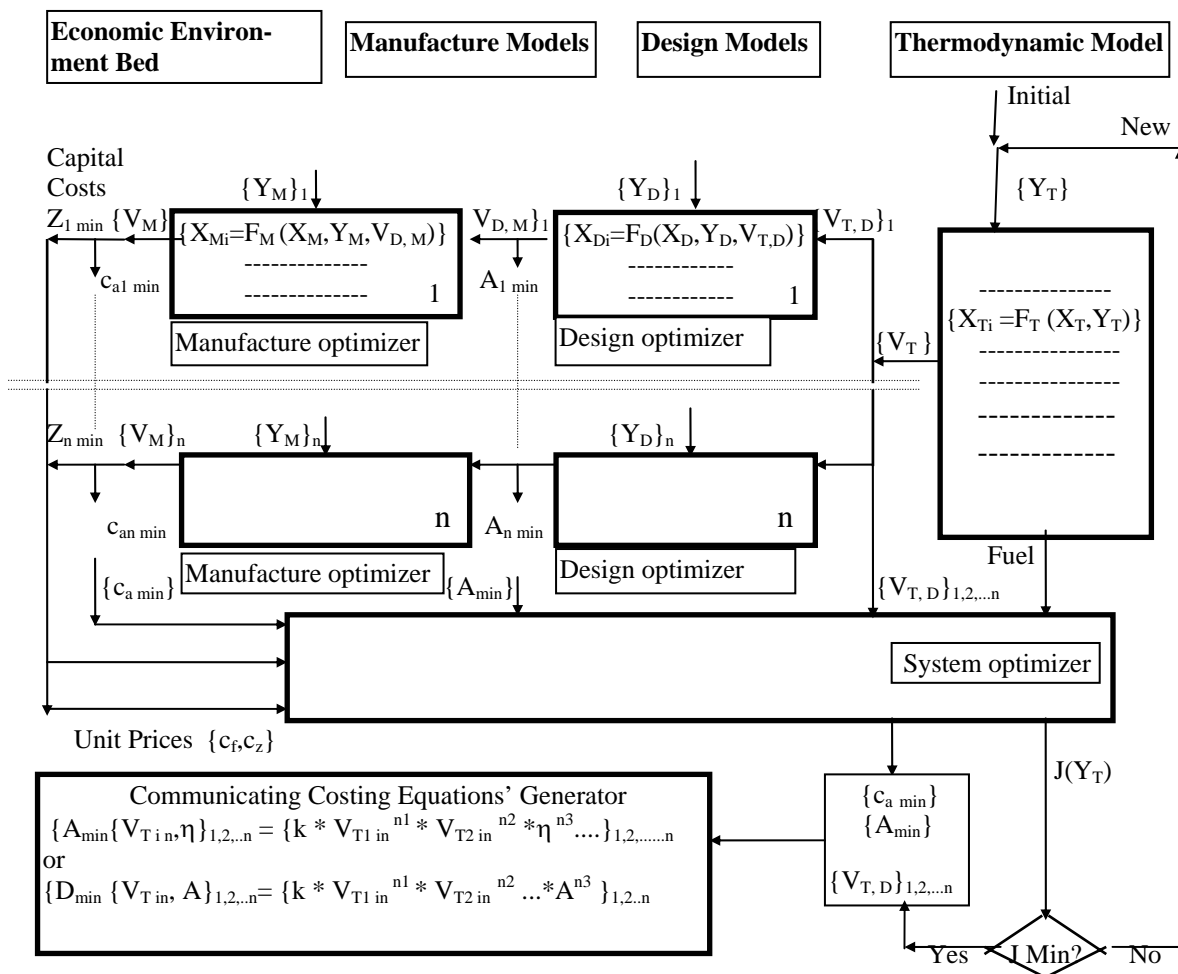 Economic Environ-
ment Bed
Manufacture Models
Design Models
Thermodynamic Model
Initial
New
Capital
Costs
{Y_M}_1
{Y_D}_1
{Y_T}
Z_1 min
{V_M}
{X_Mi=F_M (X_M,Y_M,V_D, M)}
V_D, M}_1
{X_Di=F_D(X_D,Y_D,V_T,D)}
{V_T, D}_1
--------------
--------------
1
--------------
--------------
1
c_a1 min
A_1 min
---------------
{X_Ti =F_T (X_T,Y_T)}
----------------
----------------
----------------
----------------
Manufacture optimizer
Design optimizer
{V_T }
Z_n min
{V_M}_n
{Y_M}_n
{Y_D}_n
n
n
c_an min
A_n min
Manufacture optimizer
Design optimizer
Fuel
{c_a min}
{A_min}
{V_T, D}_1,2,...n
System optimizer
Unit Prices {c_f,c_z}
J(Y_T)
Communicating Costing Equations’ Generator
{A_min{V_T i n,η}_1,2,..n = {k * V_T1 in ^n1 * V_T2 in ^n2 *η^n3....}_1,2,......n
or
{D_min {V_T in, A}_1,2,..n= {k * V_T1 in ^n1 * V_T2 in ^n2 ...*A^n3 }_1,2..n
{c_a min}
{A_min}
{V_T, D}_1,2,...n
Yes
J Min?
No